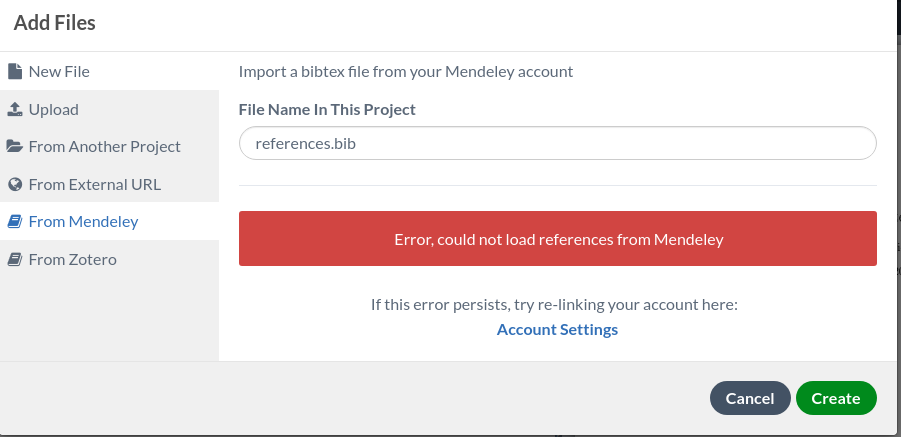 Add Files
New File
Upload
From Another Project
From External URL
From Mendeley
From Zotero
Import a bibtex file from your Mendeley account
File Name In This Project
references.bib
Error, could not load references from Mendeley
If this error persists, try re-linking your account here:
Account Settings
Cancel
Create